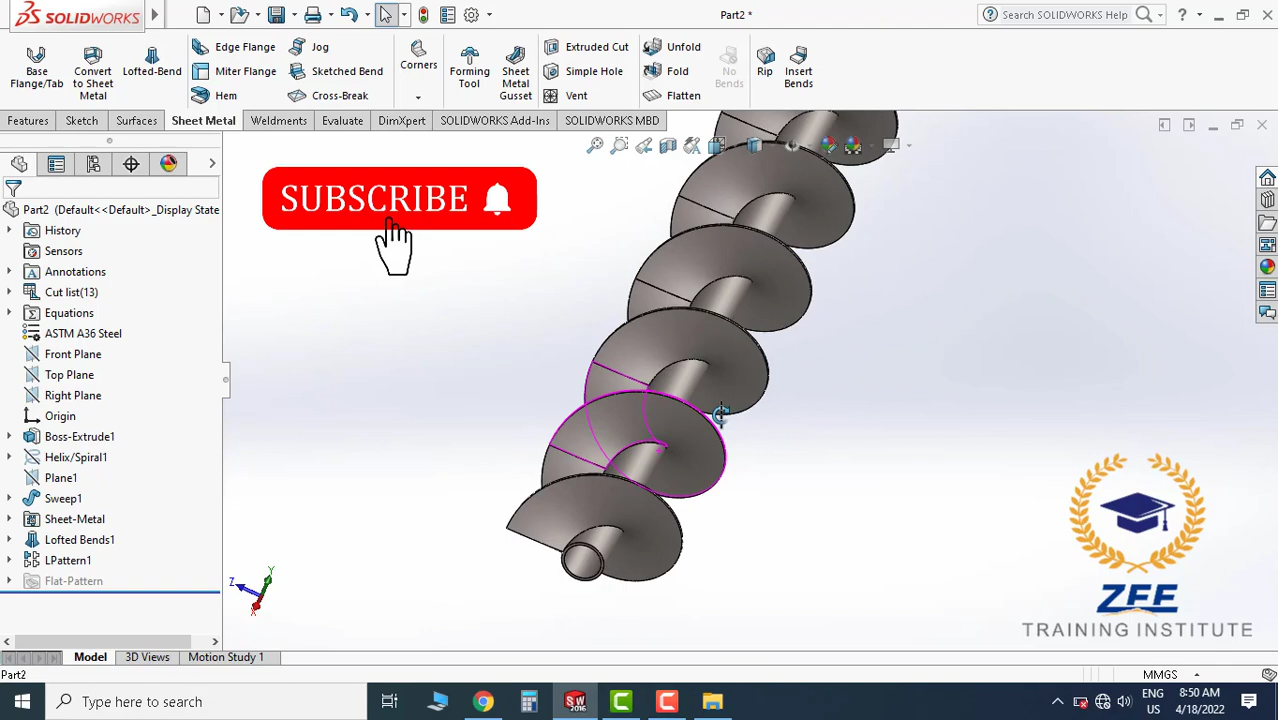 SOLIDWORKS
Part2 *
Search SOLIDWORKS Help
?
Base Flange/Tab
Convert to Sheet Metal
Lofted-Bend
Edge Flange
Miter Flange
Hem
Jog
Sketched Bend
Cross-Break
Corners
Forming Tool
Sheet Metal Gusset
Extruded Cut
Simple Hole
Vent
Unfold
Fold
Flatten
No Bends
Rip
Insert Bends
Features
Sketch
Surfaces
Sheet Metal
Weldments
Evaluate
DimXpert
SOLIDWORKS Add-Ins
SOLIDWORKS MBD
SUBSCRIBE
Part2 (Default<<Default>_Display State
History
Sensors
Annotations
Cut list(13)
Equations
ASTM A36 Steel
Front Plane
Top Plane
Right Plane
Origin
Boss-Extrude1
Helix/Spiral1
Plane1
Sweep1
Sheet-Metal
Lofted Bends1
LPattern1
Flat-Pattern
Y
Z
X
ZFE
TRAINING INSTITUTE
Model
3D Views
Motion Study 1
Part2
MMGS
Type here to search
SW
2016
ENG
US
8:50 AM
4/18/2022